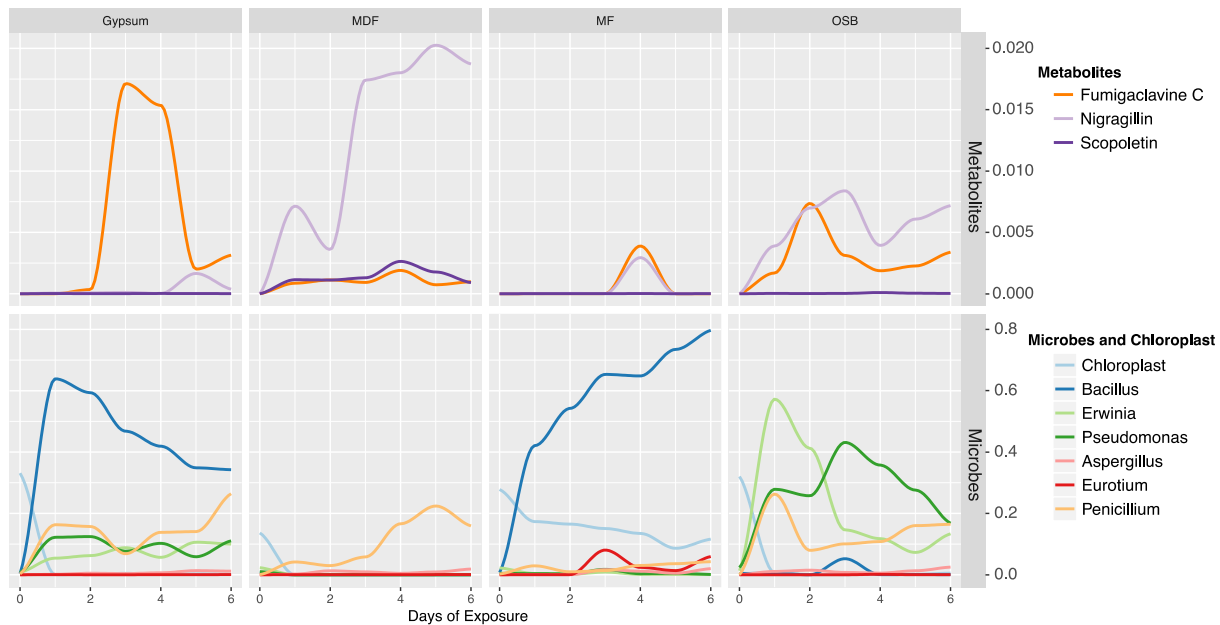 Gypsum MDF MF OSB
0.020
0.015
0.010
0.005
0.000
Metabolites
Metabolites
Fumigaclavine C
Nigragillin
Scopoletin
0.8
0.6
0.4
0.2
0.0
Microbes
Microbes and Chloroplast
Chloroplast
Bacillus
Erwinia
Pseudomonas
Aspergillus
Eurotium
Penicillium
0 2 4 6 0 2 4 6 0 2 4 6 0 2 4 6
Days of Exposure